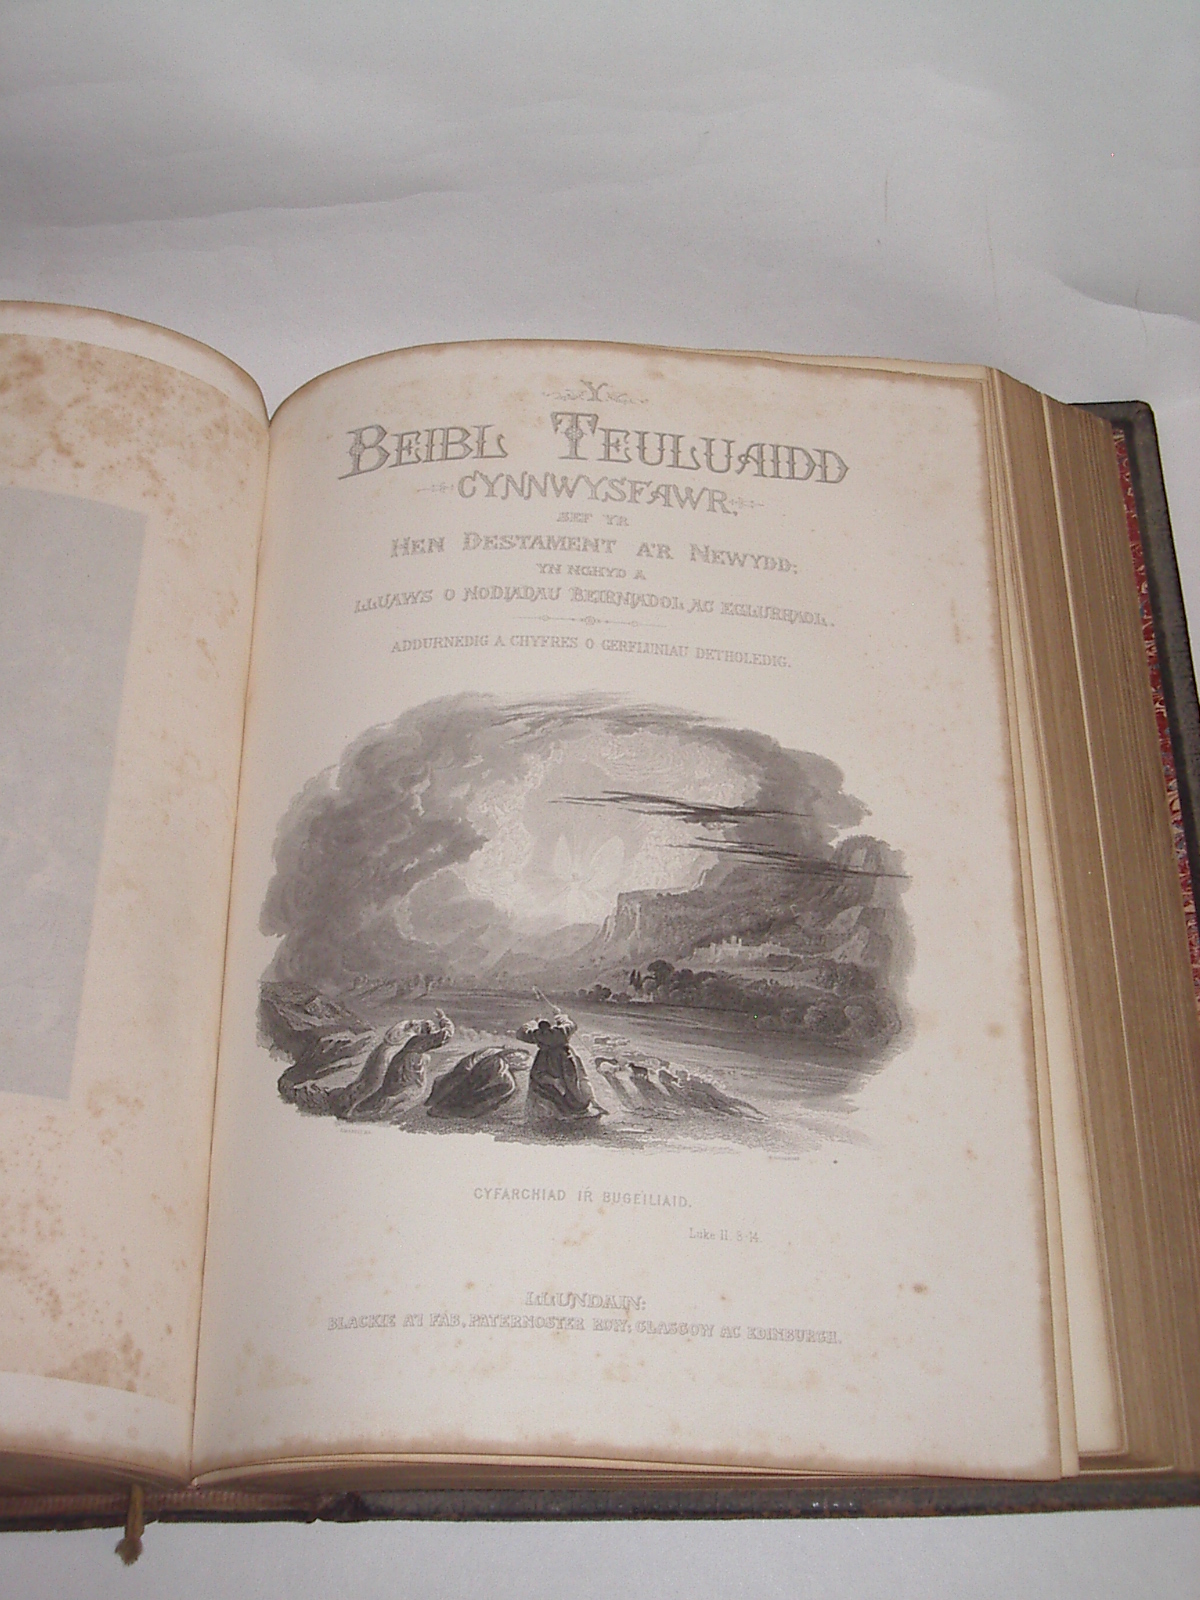 Y
BEIBL TEULUAIDD
CYNNWYSFAWR,
SEF YR
HEN DESTAMENT A'R NEWYDD:
YN NGHYD A
LLUAWS O NODIADAU BEIRNIADOL AC EGLURHAOL.
ADDURNEDIG A CHYFRES O GERFLUNIAU DETHOLEDIG.
CYFARCHIAD I'R BUGEILIAID.
Luke II. 8-14.
LLUNDAIN:
BLACKIE A'I FAB, PATERNOSTER ROW; GLASGOW AC EDINBURGH.